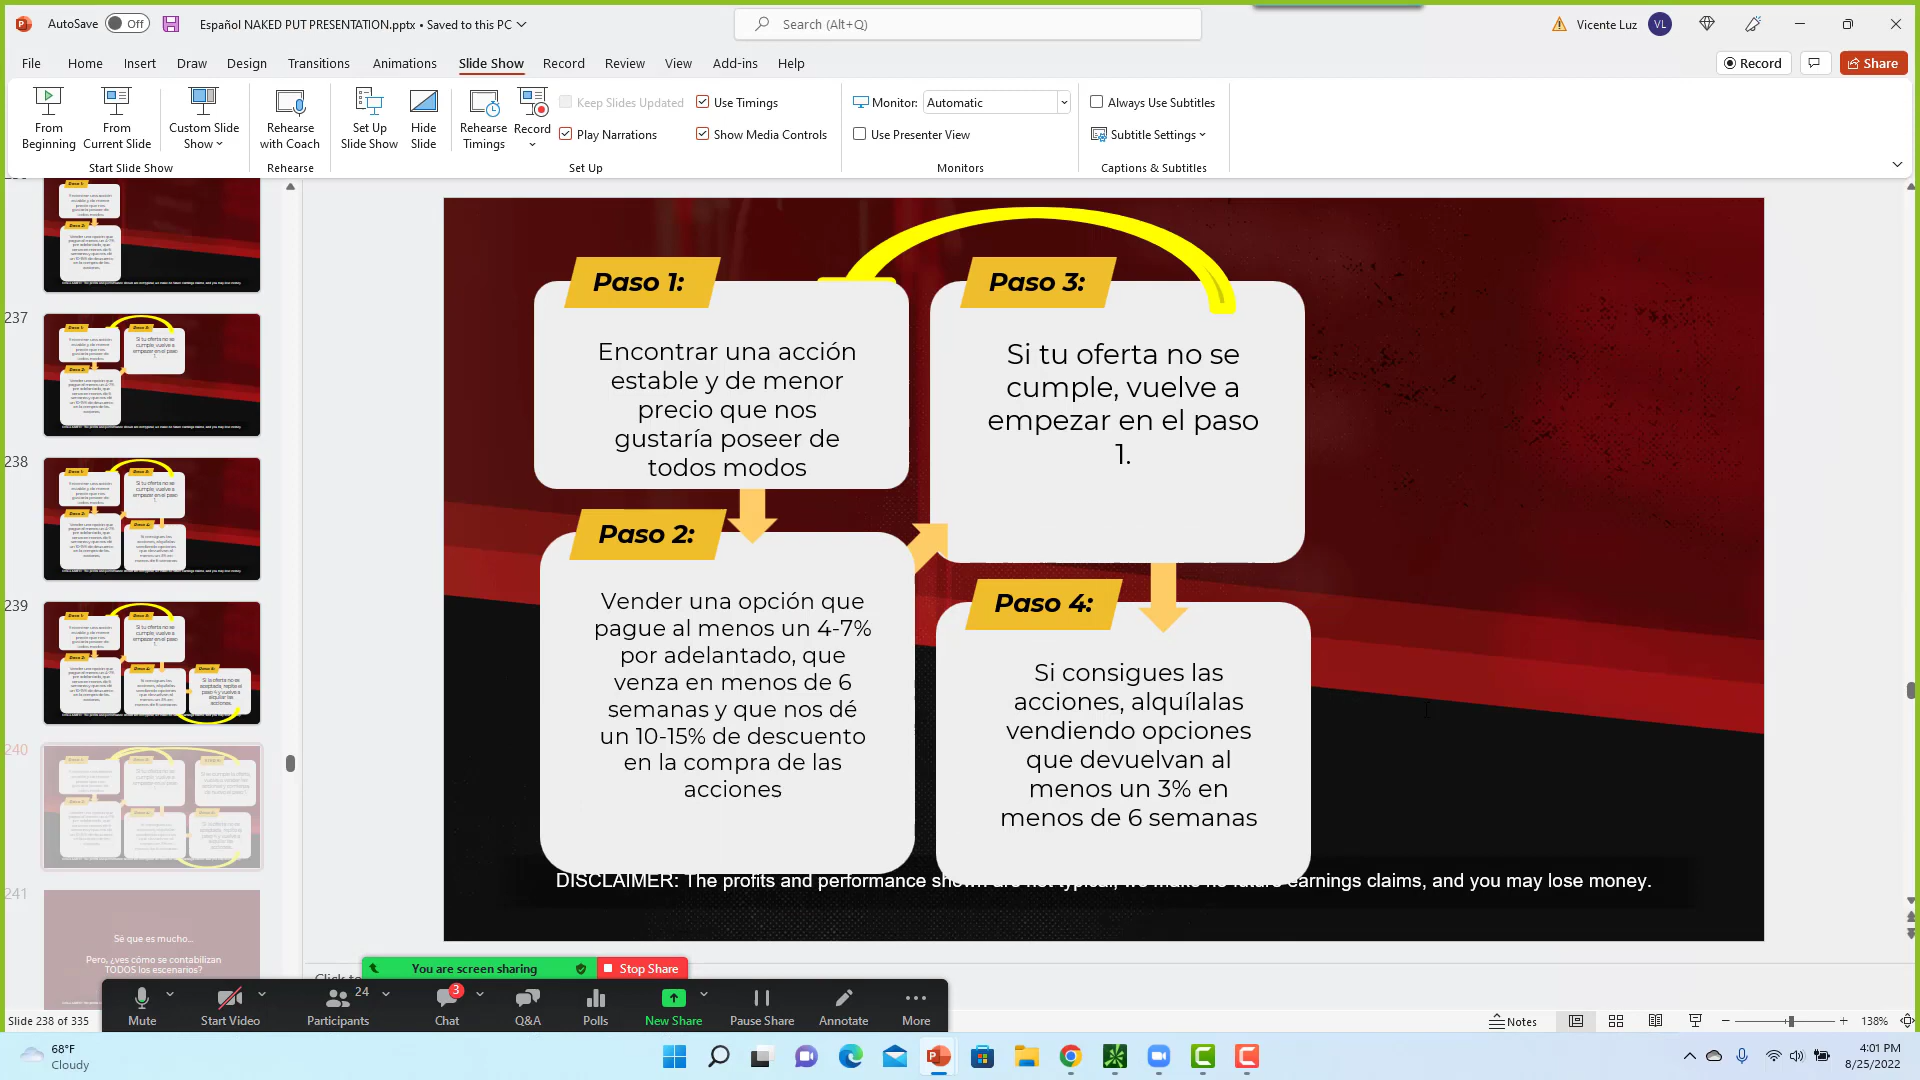 AutoSave Off Español NAKED PUT PRESENTATION.pptx • Saved to this PC Search (Alt+Q) Vicente Luz VL
File Home Insert Draw Design Transitions Animations Slide Show Record Review View Add-ins Help Record Share
From Beginning
From Current Slide
Custom Slide Show
Rehearse with Coach
Set Up Slide Show
Hide Slide
Rehearse Timings
Record
Keep Slides Updated
Use Timings
Play Narrations
Show Media Controls
Monitor: Automatic
Use Presenter View
Always Use Subtitles
Subtitle Settings
Start Slide Show Rehearse Set Up Monitors Captions & Subtitles
237
238
239
240
241
Sé que es mucho...
Pero, ¿ves cómo se contabilizan
TODOS los escenarios?
Paso 1:
Encontrar una acción
estable y de menor
precio que nos
gustaría poseer de
todos modos
Paso 2:
Vender una opción que
pague al menos un 4-7%
por adelantado, que
venza en menos de 6
semanas y que nos dé
un 10-15% de descuento
en la compra de las
acciones
Paso 3:
Si tu oferta no se
cumple, vuelve a
empezar en el paso
1.
Paso 4:
Si consigues las
acciones, alquílalas
vendiendo opciones
que devuelvan al
menos un 3% en
menos de 6 semanas
DISCLAIMER: The profits and performance shown are not typical, we make no future earnings claims, and you may lose money.
You are screen sharing Stop Share
Mute Start Video Participants 24 Chat 3 Q&A Polls New Share Pause Share Annotate More
Slide 238 of 335 Notes 138%
68°F
Cloudy
4:01 PM
8/25/2022